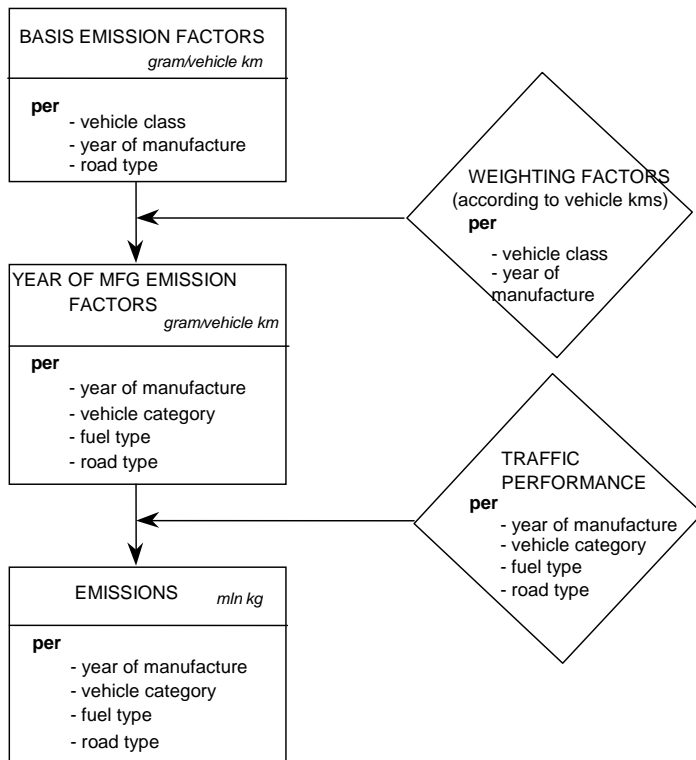 BASIS EMISSION FACTORS
gram/vehicle km
per
- vehicle class
- year of manufacture
- road type
WEIGHTING FACTORS
(according to vehicle kms)
per
- vehicle class
- year of
manufacture
YEAR OF MFG EMISSION
FACTORS
gram/vehicle km
per
- year of manufacture
- vehicle category
- fuel type
- road type
TRAFFIC
PERFORMANCE
per
- year of manufacture
- vehicle category
- fuel type
- road type
EMISSIONS
mln kg
per
- year of manufacture
- vehicle category
- fuel type
- road type